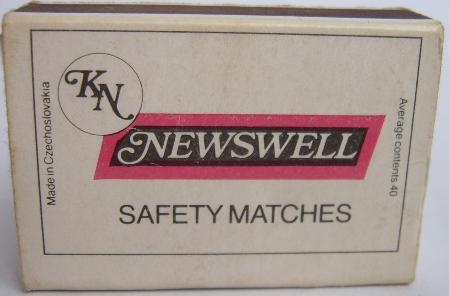 KN
Made in Czechoslovakia
NEWSWELL
Average contents 40
SAFETY MATCHES